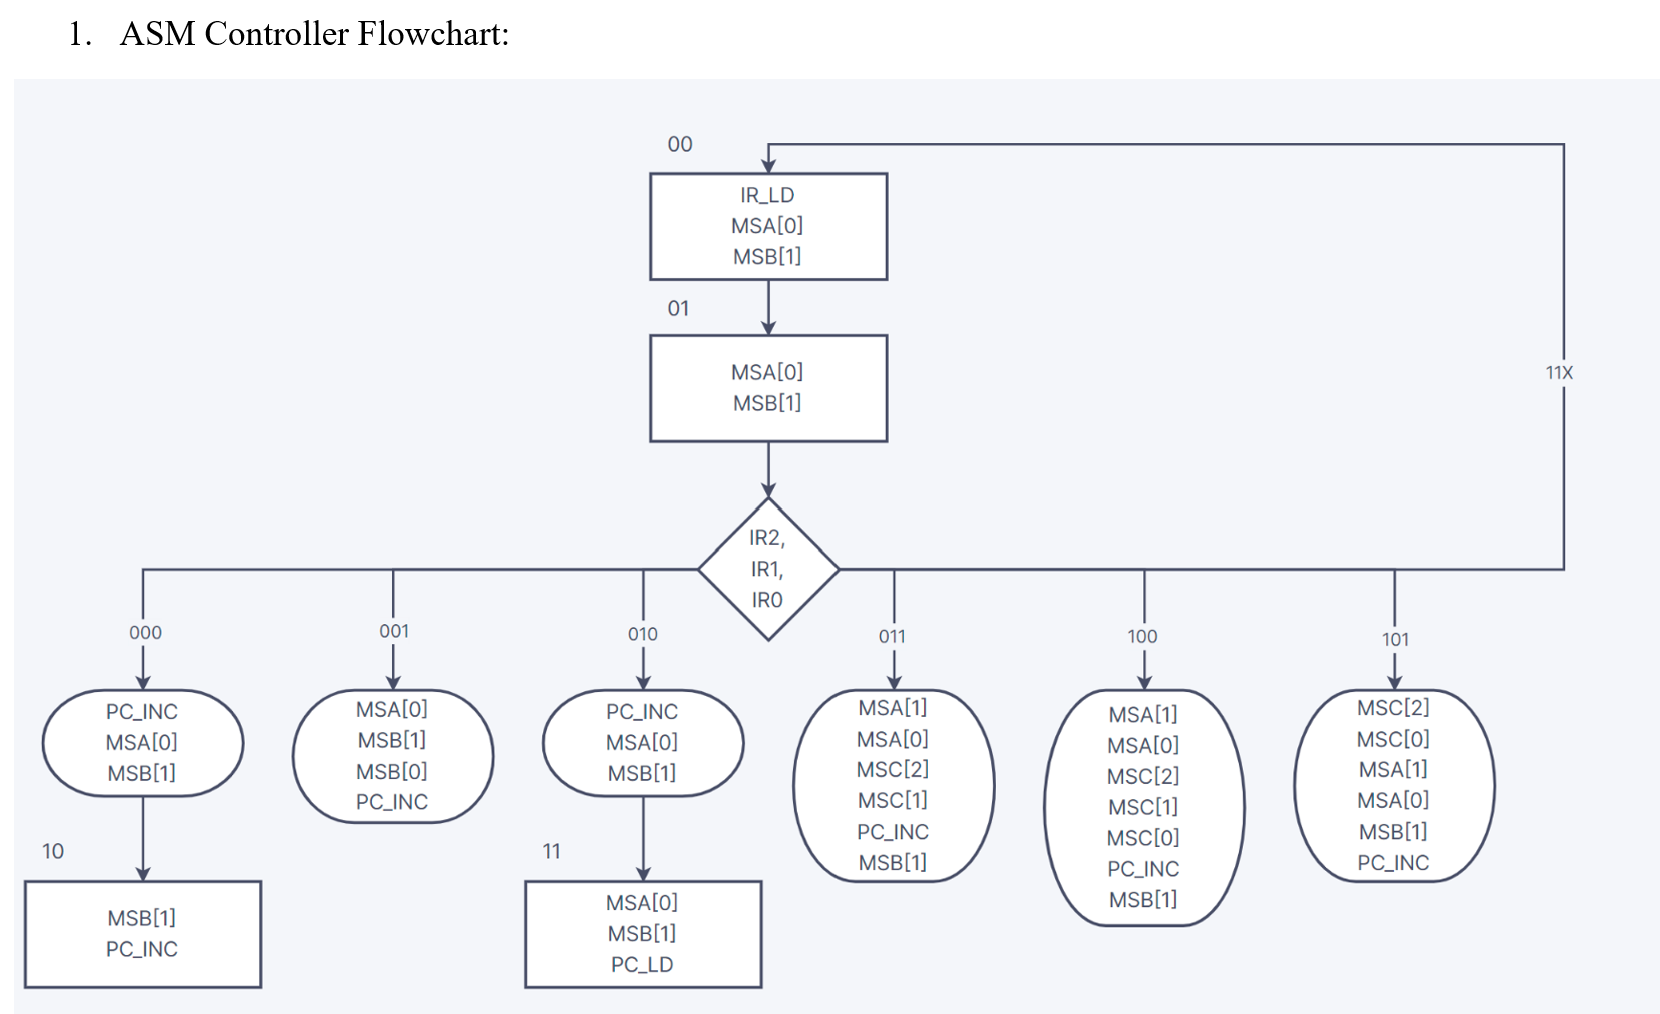 1. ASM Controller Flowchart:
00
IR_LD
MSA[0]
MSB[1]
01
MSA[0]
MSB[1]
11X
IR2,
IR1,
IR0
000
001
010
011
100
101
PC_INC
MSA[0]
MSB[1]
MSA[0]
MSB[1]
MSB[0]
PC_INC
PC_INC
MSA[0]
MSB[1]
MSA[1]
MSA[0]
MSC[2]
MSC[1]
PC_INC
MSB[1]
MSA[1]
MSA[0]
MSC[2]
MSC[1]
MSC[0]
PC_INC
MSB[1]
MSC[2]
MSC[0]
MSA[1]
MSA[0]
MSB[1]
PC_INC
10
MSB[1]
PC_INC
11
MSA[0]
MSB[1]
PC_LD